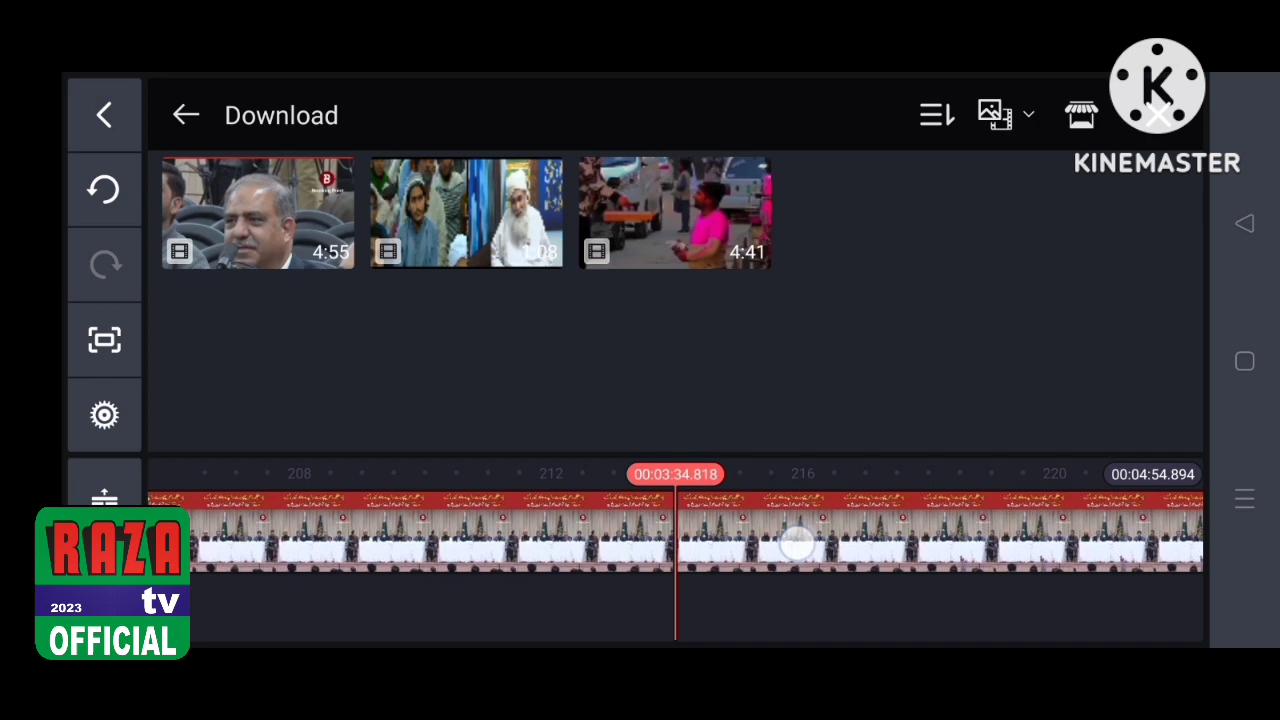 Download
KINEMASTER
4:55
1:08
4:41
208
212
00:03:34.818
216
220
00:04:54.894
RAZA
2023
tv
OFFICIAL